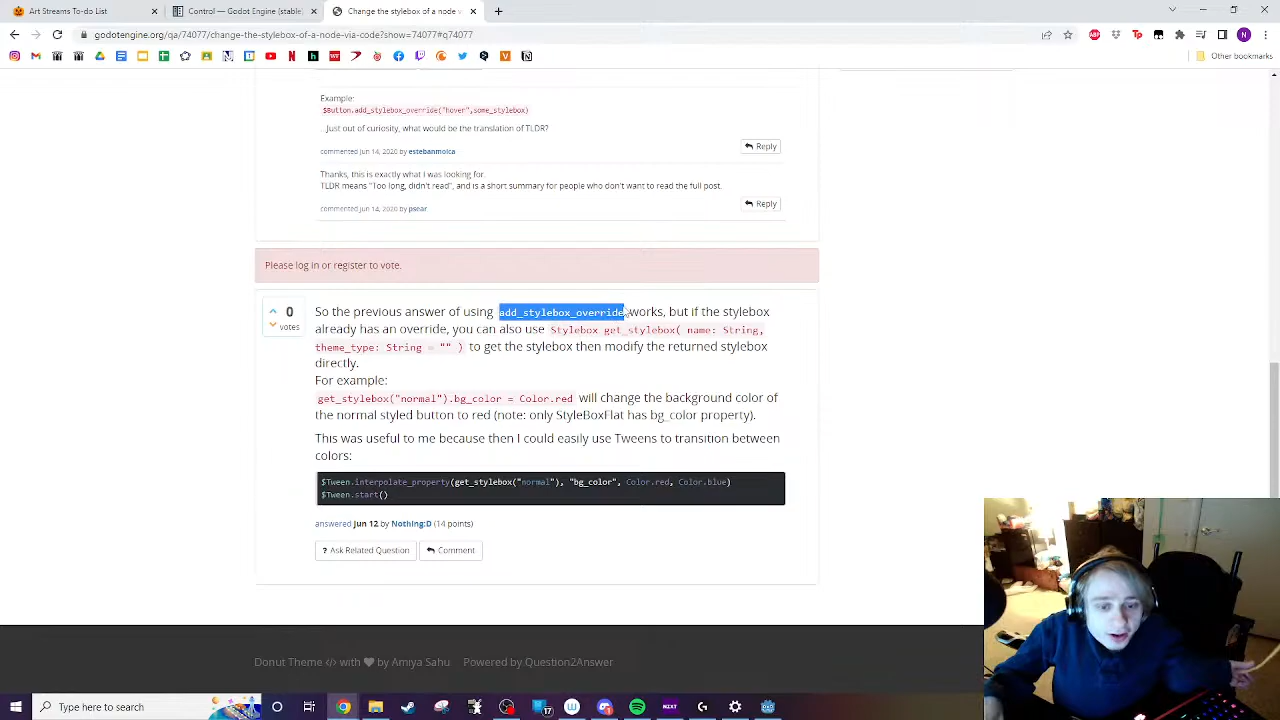 Art Streams To-do List
Control — Godot Engine (stable)
Change the stylebox of a node v
godotengine.org/qa/74077/change-the-stylebox-of-a-node-via-code?show=74077#q74077
Other bookmarks
Example:
$Button.add_stylebox_override("hover",some_stylebox)
..Just out of curiosity, what would be the translation of TLDR?
commented Jun 14, 2020 by estebanmolca
Reply
Thanks, this is exactly what i was looking for.
TLDR means "Too long, didn't read", and is a short summary for people who don't want to read the full post.
commented Jun 14, 2020 by psear
Reply
Please log in or register to vote.
0
votes
So the previous answer of using add_stylebox_override works, but if the stylebox
already has an override, you can also use Stylebox get_stylebox( name: String,
theme_type: String = "" ) to get the stylebox then modify the returned stylebox
directly.
For example:
get_stylebox("normal").bg_color = Color.red will change the background color of
the normal styled button to red (note: only StyleBoxFlat has bg_color property).
This was useful to me because then I could easily use Tweens to transition between
colors:
$Tween.interpolate_property(get_stylebox("normal"), "bg_color", Color.red, Color.blue)
$Tween.start()
answered Jun 12 by Nothing:D (14 points)
? Ask Related Question
Comment
Donut Theme </> with ❤ by Amiya Sahu
Powered by Question2Answer
Type here to search